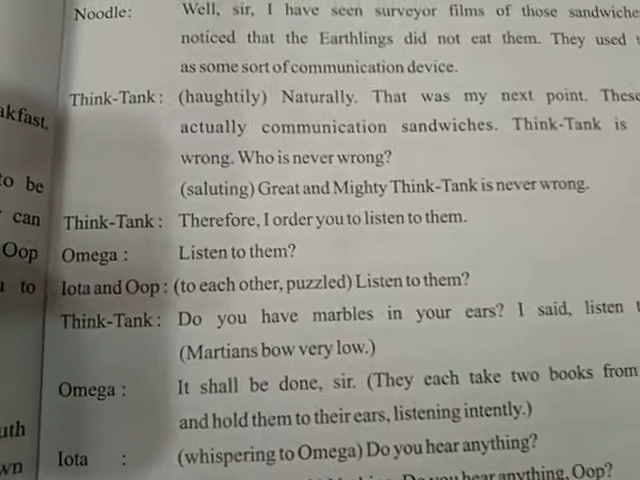 Noodle: Well, sir, I have seen surveyor films of those
noticed that the Earthlings did not eat them. They used
as some sort of communication device.
Think-Tank : (haughtily) Naturally. That was my next point. These
akfast, actually communication sandwiches. Think-Tank is
wrong. Who is never wrong?
to be (saluting) Great and Mighty Think-Tank is never wrong.
can Think-Tank : Therefore, I order you to listen to them.
Oop Omega : Listen to them?
to Iota and Oop : (to each other, puzzled) Listen to them?
Think-Tank : Do you have marbles in your ears? I said, listen
(Martians bow very low.)
Omega : It shall be done, sir. (They each take two books from
uth and hold them to their ears, listening intently.)
wn Iota : (whispering to Omega) Do you hear anything?
Do you hear anything, Oop?